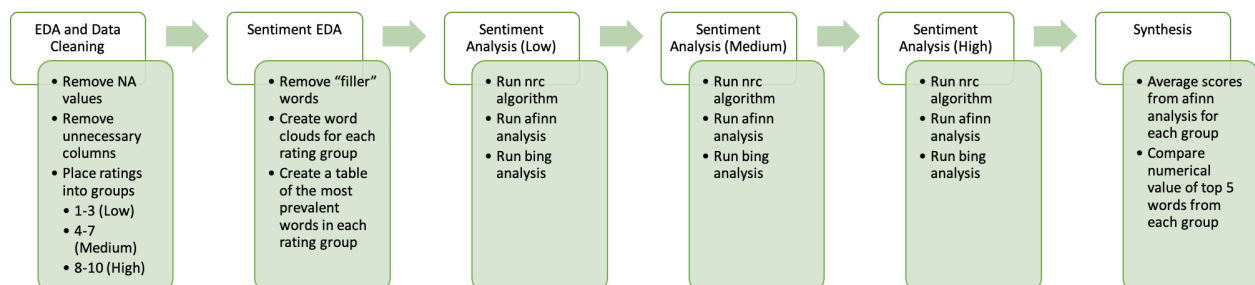 EDA and Data
Cleaning
• Remove NA
values
• Remove
unnecessary
columns
• Place ratings
into groups
• 1-3 (Low)
• 4-7
(Medium)
• 8-10 (High)
Sentiment EDA
• Remove “filler”
words
• Create word
clouds for each
rating group
• Create a table
of the most
prevalent
words in each
rating group
Sentiment
Analysis (Low)
• Run nrc
algorithm
• Run afinn
analysis
• Run bing
analysis
Sentiment
Analysis (Medium)
• Run nrc
algorithm
• Run afinn
analysis
• Run bing
analysis
Sentiment
Analysis (High)
• Run nrc
algorithm
• Run afinn
analysis
• Run bing
analysis
Synthesis
• Average scores
from afinn
analysis for
each group
• Compare
numerical
value of top 5
words from
each group